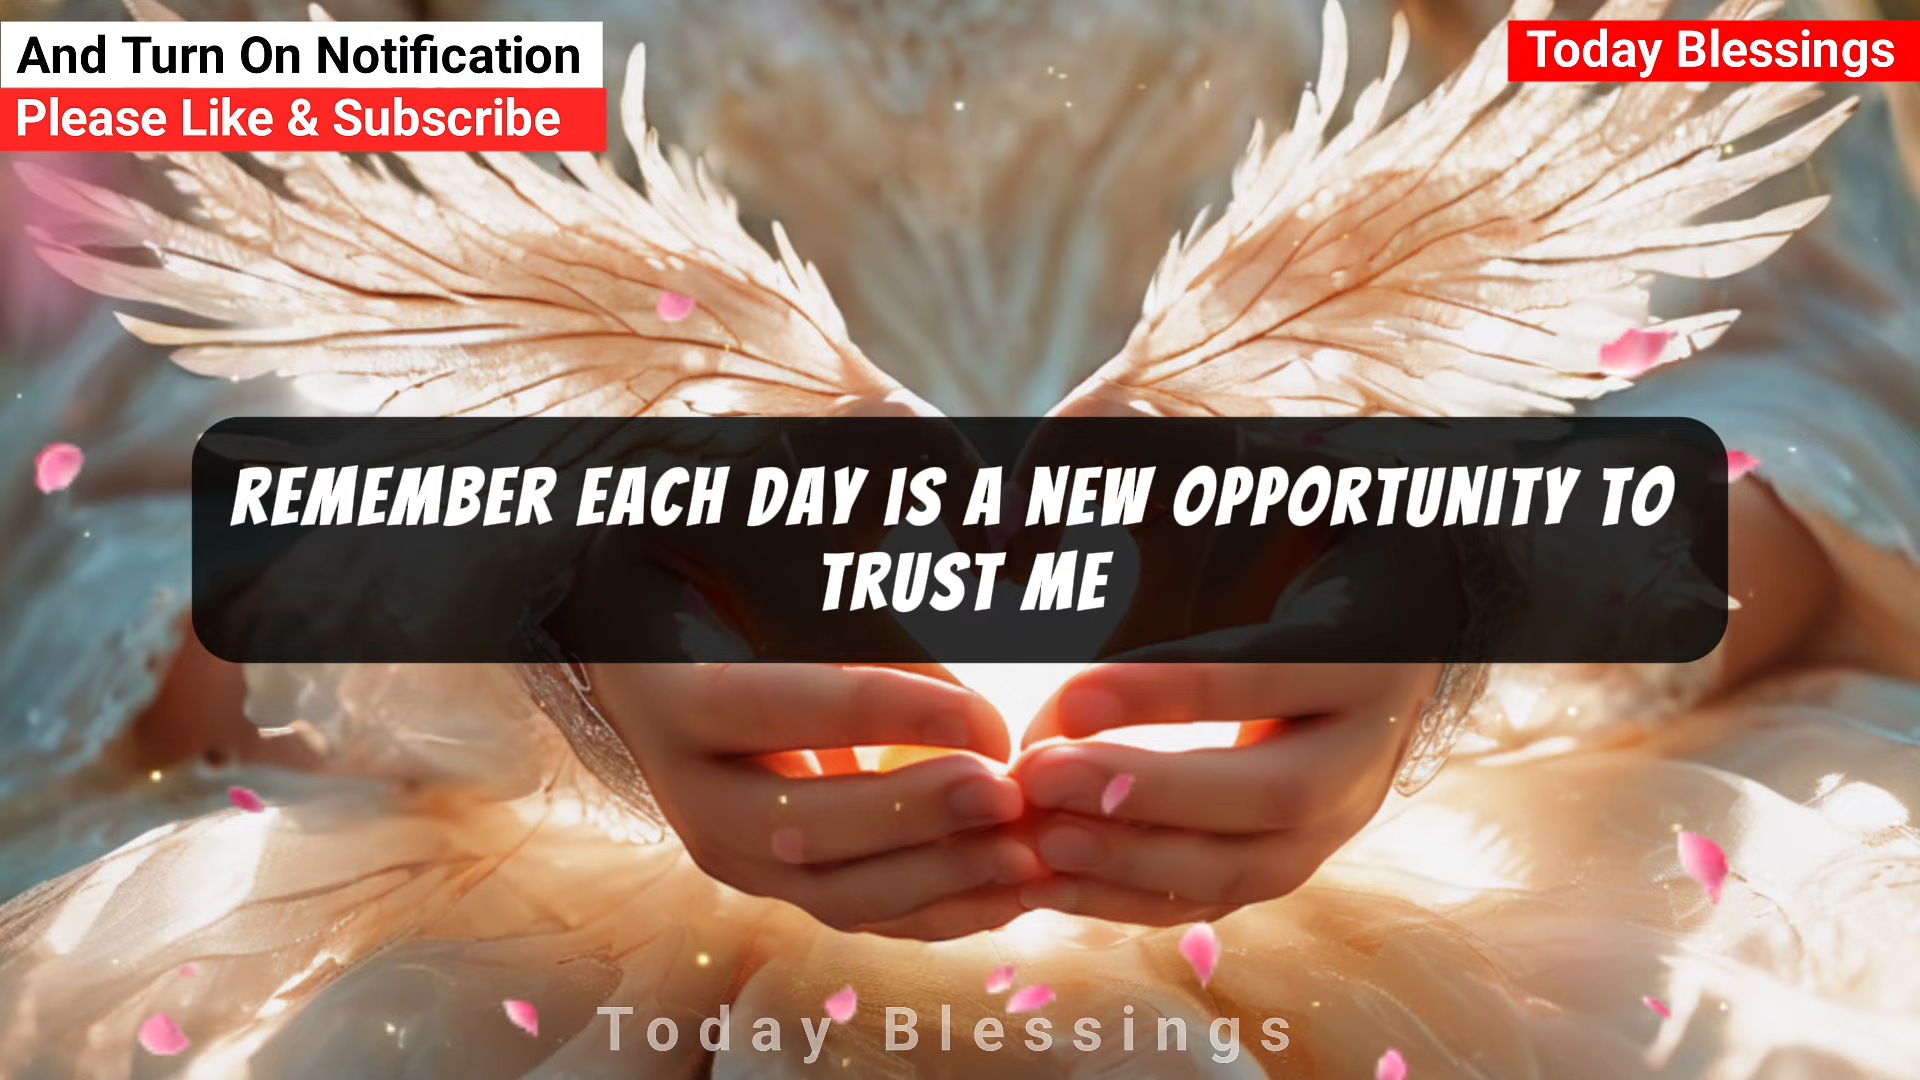 And Turn On Notification
Please Like & Subscribe
Today Blessings
REMEMBER EACH DAY IS A NEW OPPORTUNITY TO
TRUST ME
Today Blessings